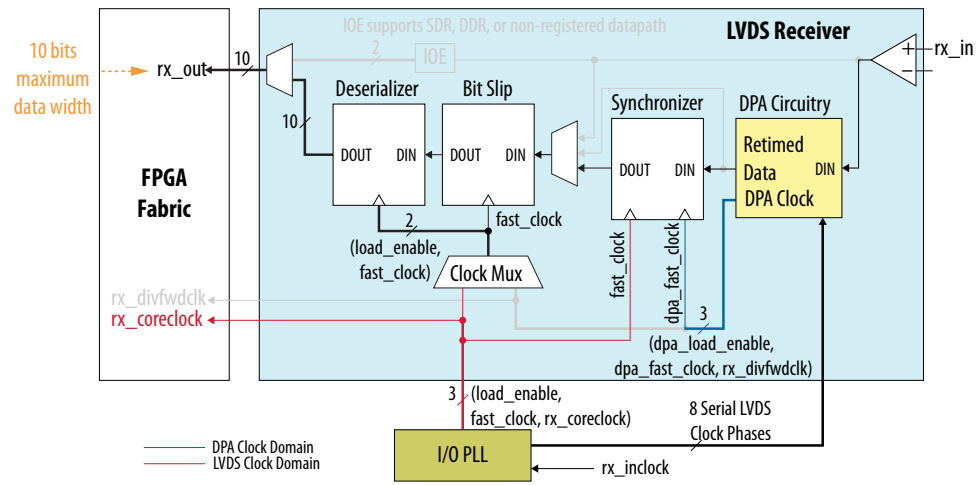 IOE supports SDR, DDR, or non-registered datapath
LVDS Receiver
10 bits
maximum
data width
rx_out
10
2
IOE
+
rx_in
Deserializer
Bit Slip
Synchronizer
DPA Circuitry
10
DOUT
DIN
DOUT
DIN
DOUT
DIN
Retimed
Data
DIN
DPA Clock
FPGA
Fabric
2
fast_clock
(load_enable,
fast_clock)
Clock Mux
fast_clock
dpa_fast_clock
3
rx_divfwdclk
rx_coreclock
(dpa_load_enable,
dpa_fast_clock, rx_divfwdclk)
3
(load_enable,
fast_clock, rx_coreclock)
8 Serial LVDS
Clock Phases
I/O PLL
rx_inclock
DPA Clock Domain
LVDS Clock Domain